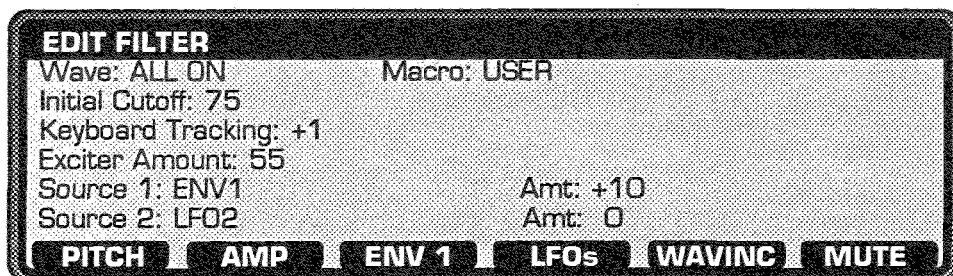 EDIT FILTER
Wave: ALL ON Macro: USER
Initial Cutoff: 75
Keyboard Tracking: +1
Exciter Amount: 55
Source 1: ENV1 Amt: +10
Source 2: LFO2 Amt: 0
PITCH AMP ENV 1 LFOs WAVINC MUTE